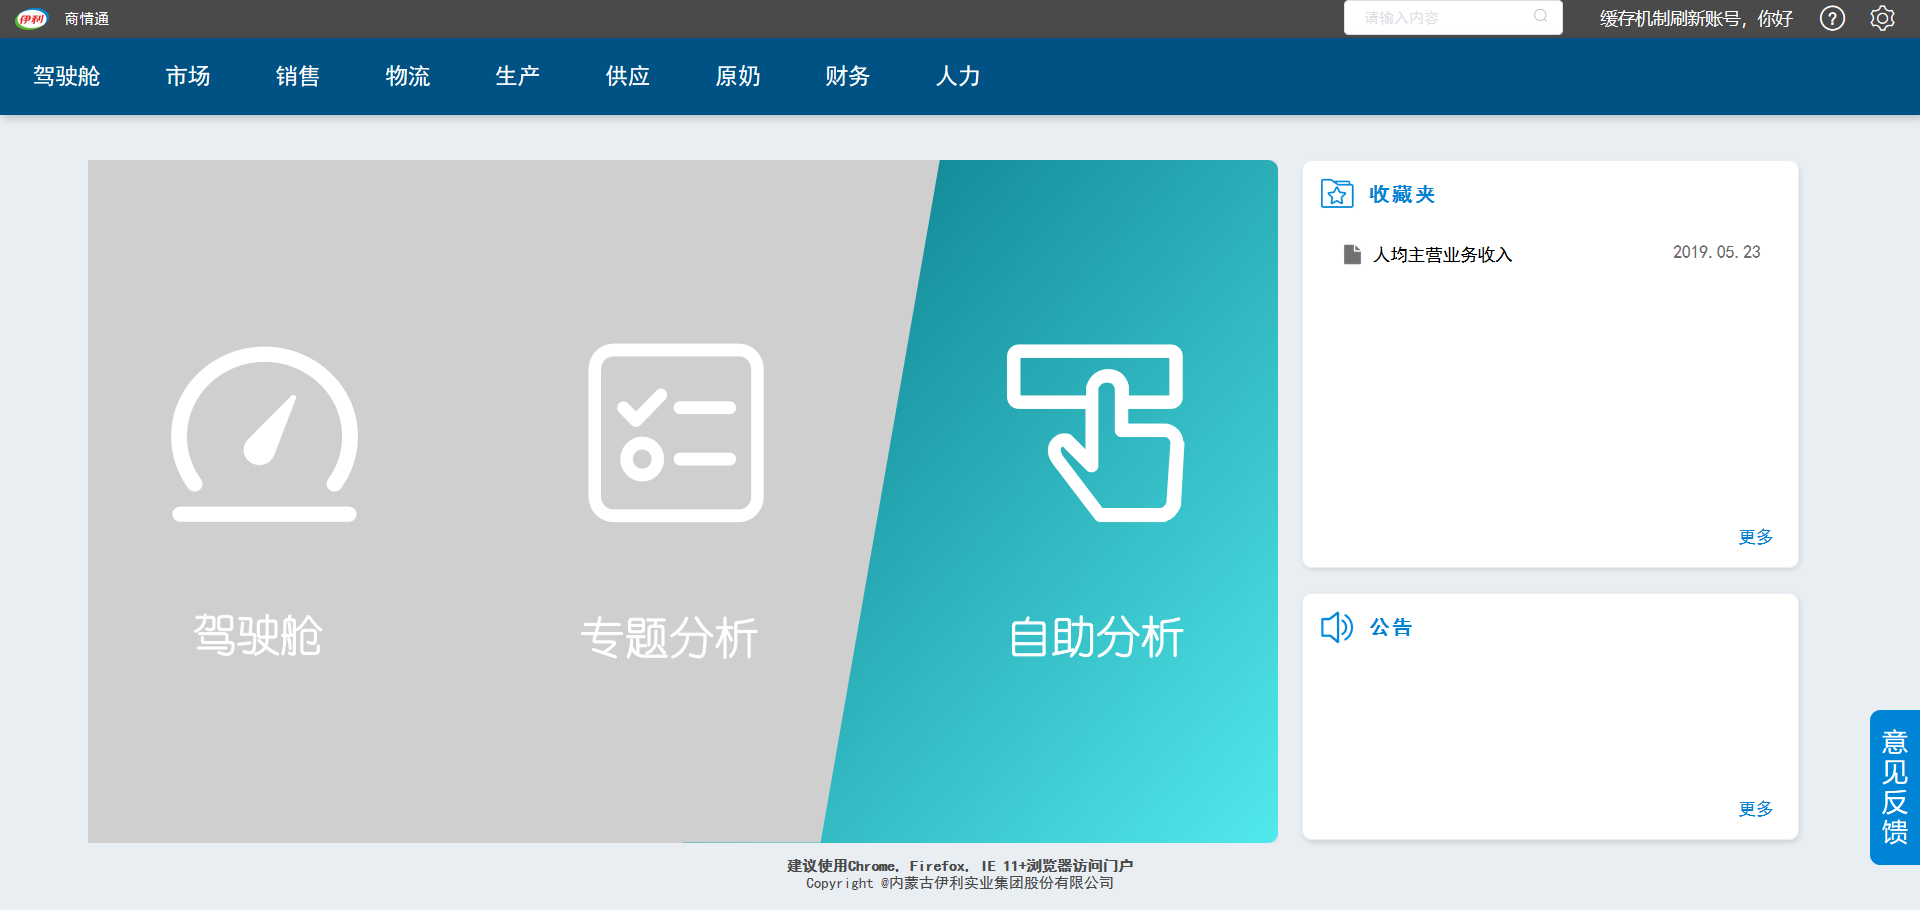 伊利 商情通 请输入内容 缓存机制刷新账号，你好 ?
驾驶舱 市场 销售 物流 生产 供应 原奶 财务 人力
驾驶舱
专题分析
自助分析
收藏夹
人均主营业务收入 2019.05.23
更多
公告
更多
意见反馈
建议使用Chrome, Firefox, IE 11+浏览器访问门户
Copyright @内蒙古伊利实业集团股份有限公司